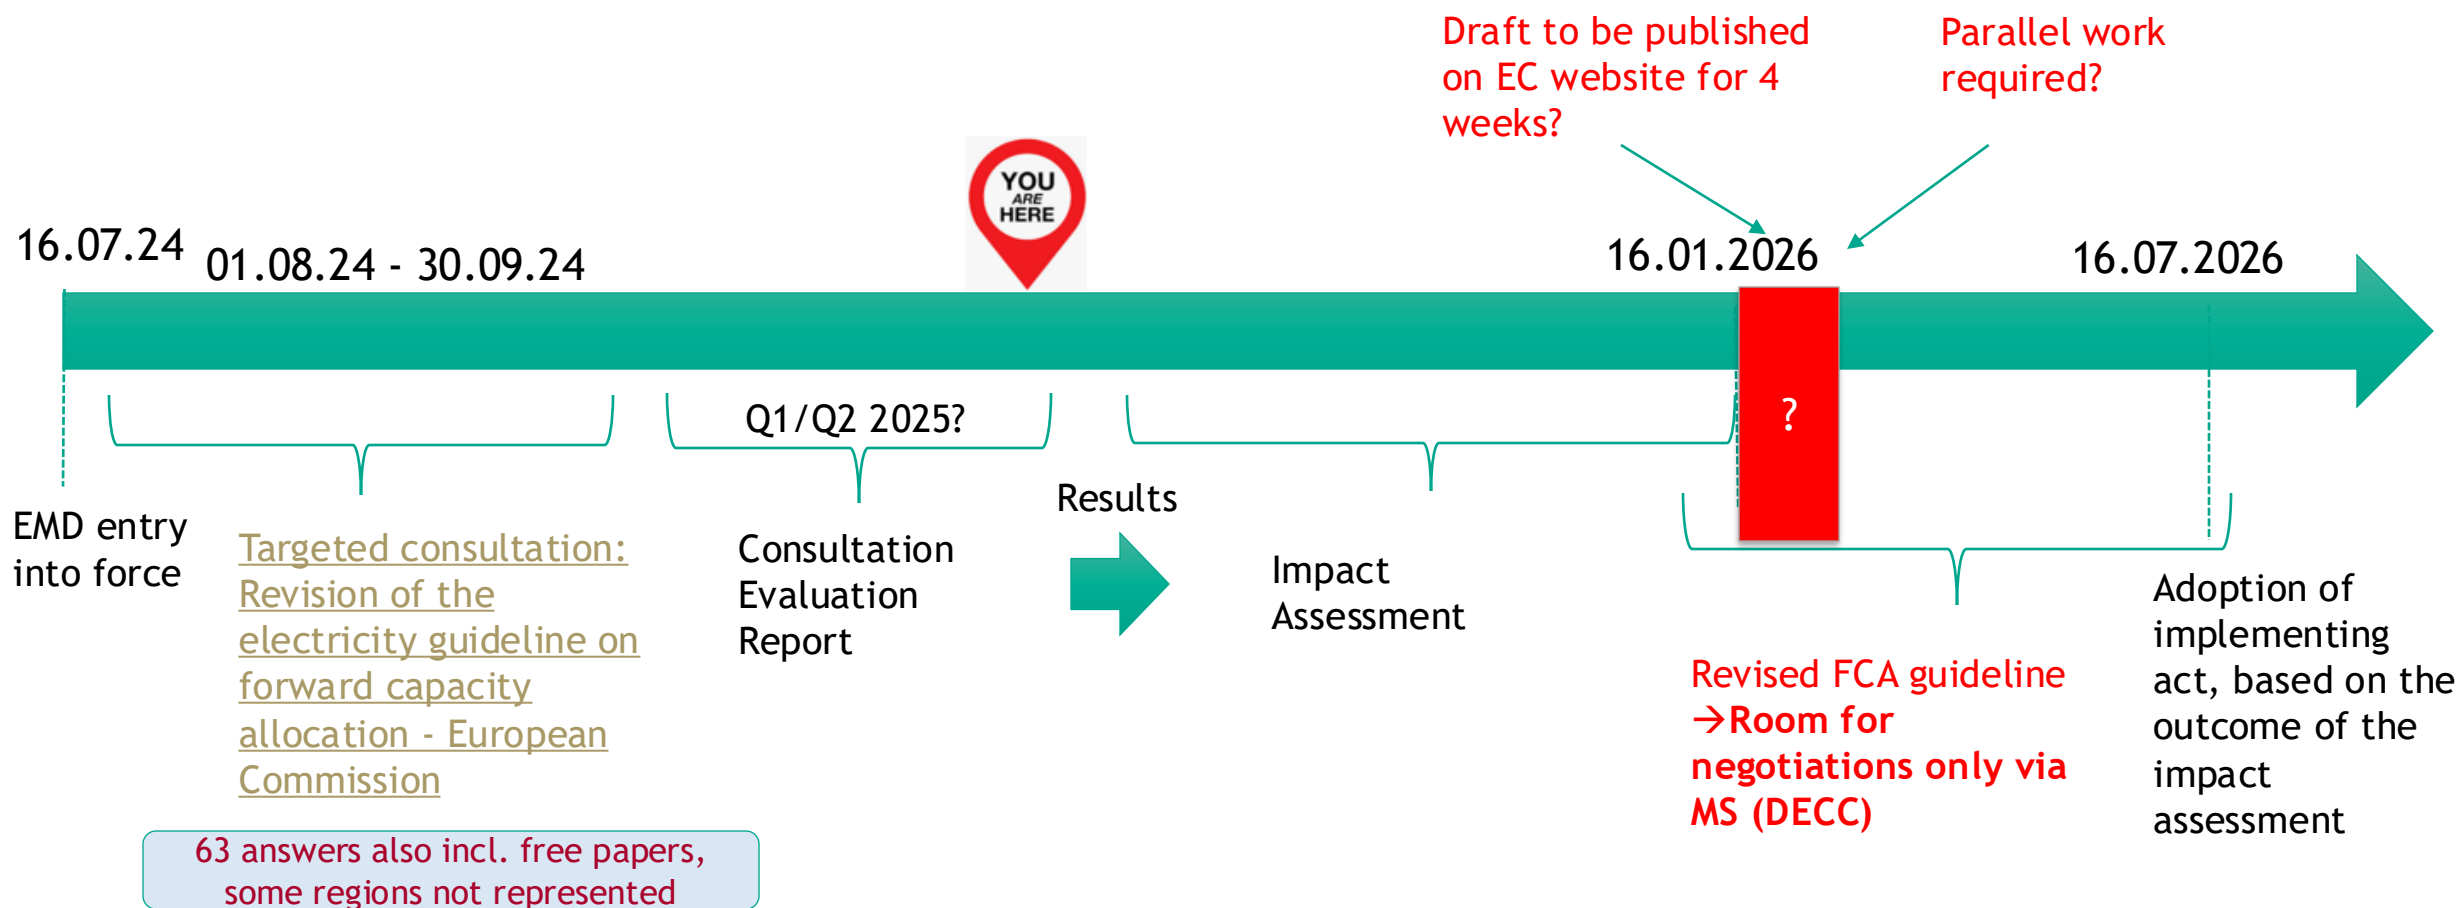 Draft to be published
on EC website for 4
weeks?
Parallel work
required?
YOU
ARE
HERE
16.07.24
01.08.24 - 30.09.24
16.01.2026
16.07.2026
Q1/Q2 2025?
?
EMD entry
into force
Targeted consultation:
Revision of the
electricity guideline on
forward capacity
allocation - European
Commission
63 answers also incl. free papers,
some regions not represented
Consultation
Evaluation
Report
Results
Impact
Assessment
Revised FCA guideline
→Room for
negotiations only via
MS (DECC)
Adoption of
implementing
act, based on the
outcome of the
impact
assessment